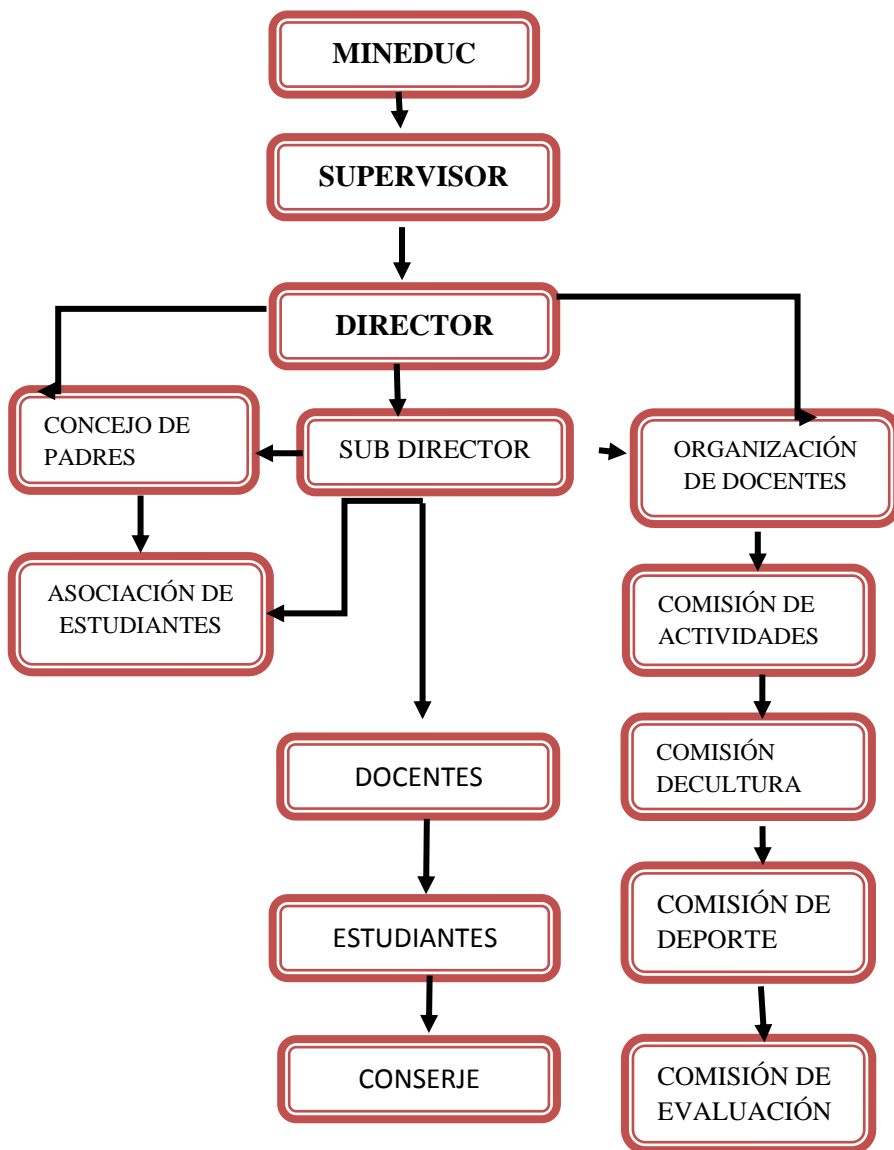 MINEDUC
SUPERVISOR
DIRECTOR
CONCEJO DE
PADRES
SUB DIRECTOR
ORGANIZACIÓN
DE DOCENTES
ASOCIACIÓN DE
ESTUDIANTES
COMISIÓN DE
ACTIVIDADES
DOCENTES
COMISIÓN
DECULTURA
ESTUDIANTES
COMISIÓN DE
DEPORTE
CONSERJE
COMISIÓN DE
EVALUACIÓN